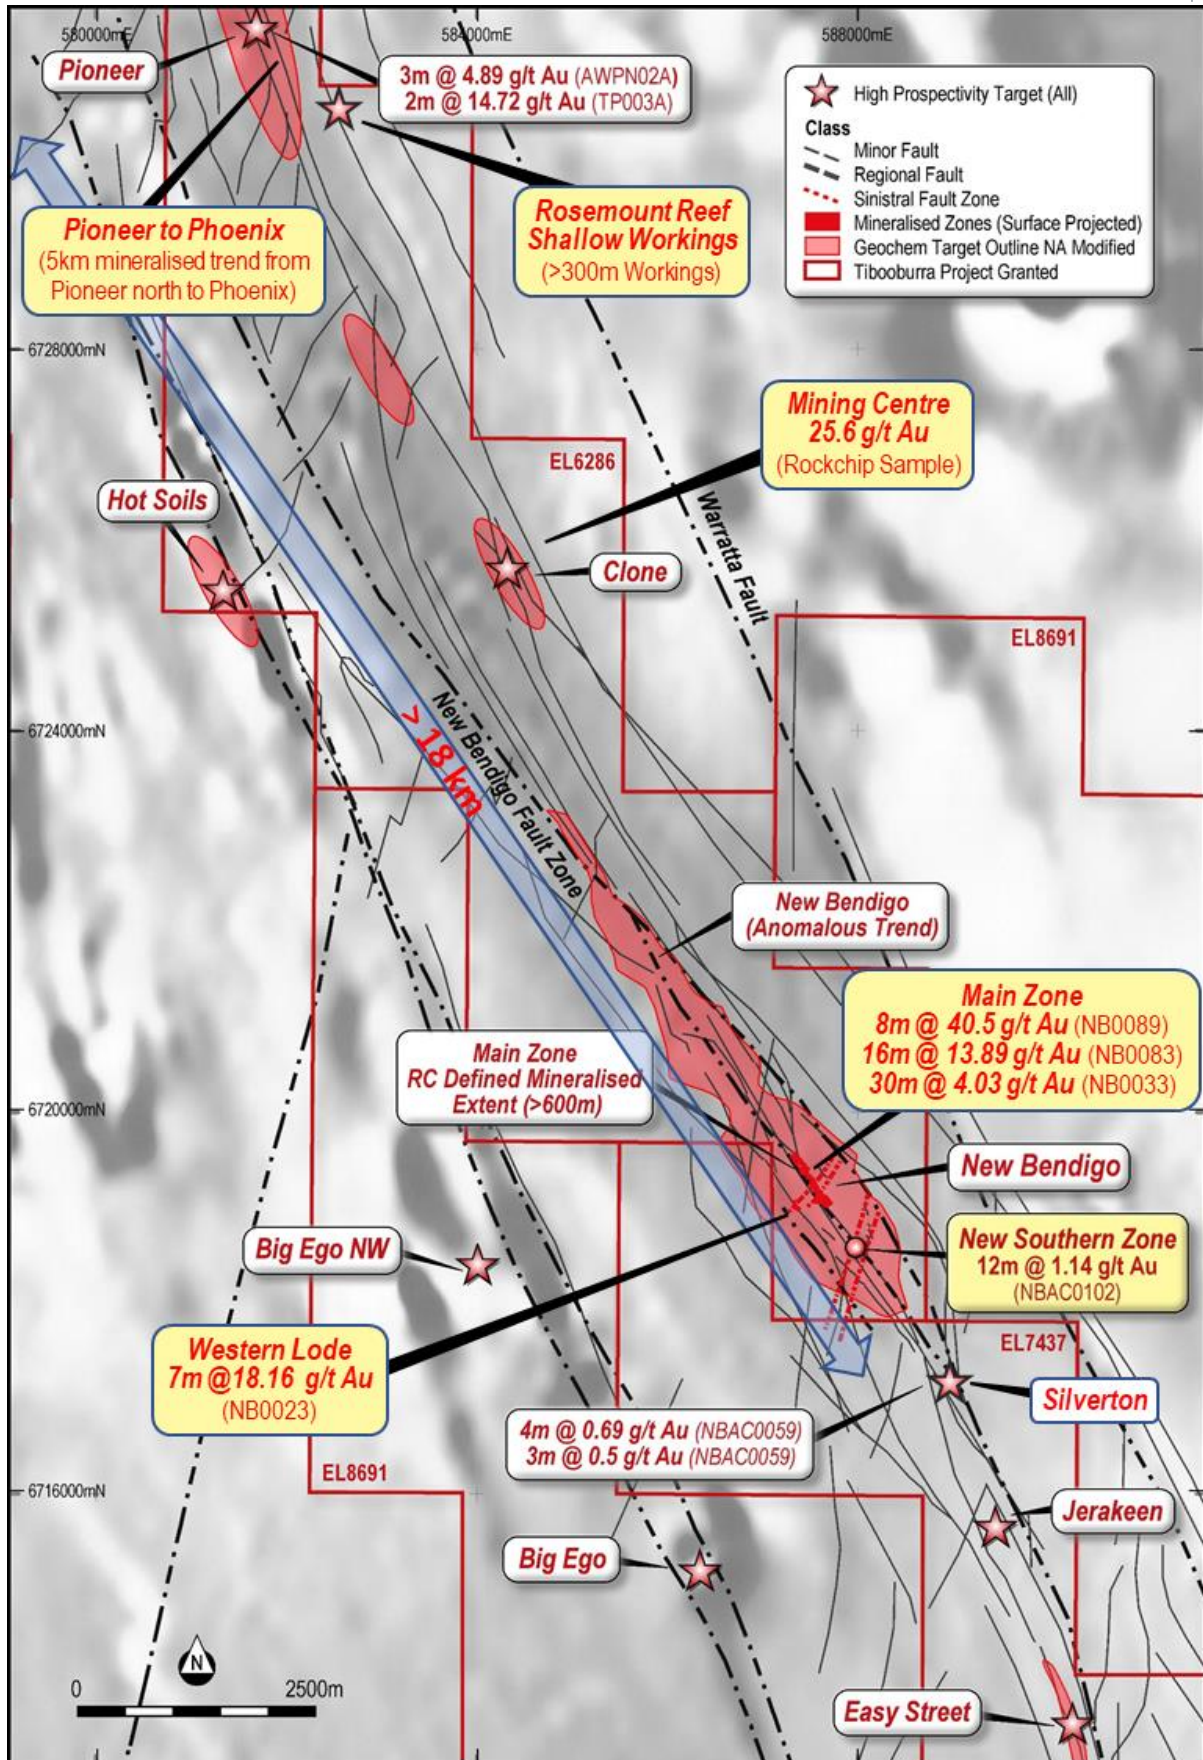 580000mE
584000mE
588000mE
Pioneer
3m @ 4.89 g/t Au (AWPN02A)
2m @ 14.72 g/t Au (TP003A)
High Prospectivity Target (All)
Class
Minor Fault
Regional Fault
Sinistral Fault Zone
Mineralised Zones (Surface Projected)
Geochem Target Outline NA Modified
Tibooburra Project Granted
Pioneer to Phoenix
(5km mineralised trend from
Pioneer north to Phoenix)
Rosemount Reef
Shallow Workings
(>300m Workings)
6728000mN
Mining Centre
25.6 g/t Au
(Rockchip Sample)
EL6286
Hot Soils
Warratta Fault
Clone
EL8691
6724000mN
New Bendigo Fault Zone
> 18 km
New Bendigo
(Anomalous Trend)
Main Zone
8m @ 40.5 g/t Au (NB0089)
16m @ 13.89 g/t Au (NB0083)
30m @ 4.03 g/t Au (NB0033)
Main Zone
RC Defined Mineralised
Extent (>600m)
6720000mN
New Bendigo
Big Ego NW
New Southern Zone
12m @ 1.14 g/t Au
(NBAC0102)
Western Lode
7m @18.16 g/t Au
(NB0023)
EL7437
Silverton
4m @ 0.69 g/t Au (NBAC0059)
3m @ 0.5 g/t Au (NBAC0059)
EL8691
6716000mN
Jerakeen
Big Ego
N
0
2500m
Easy Street